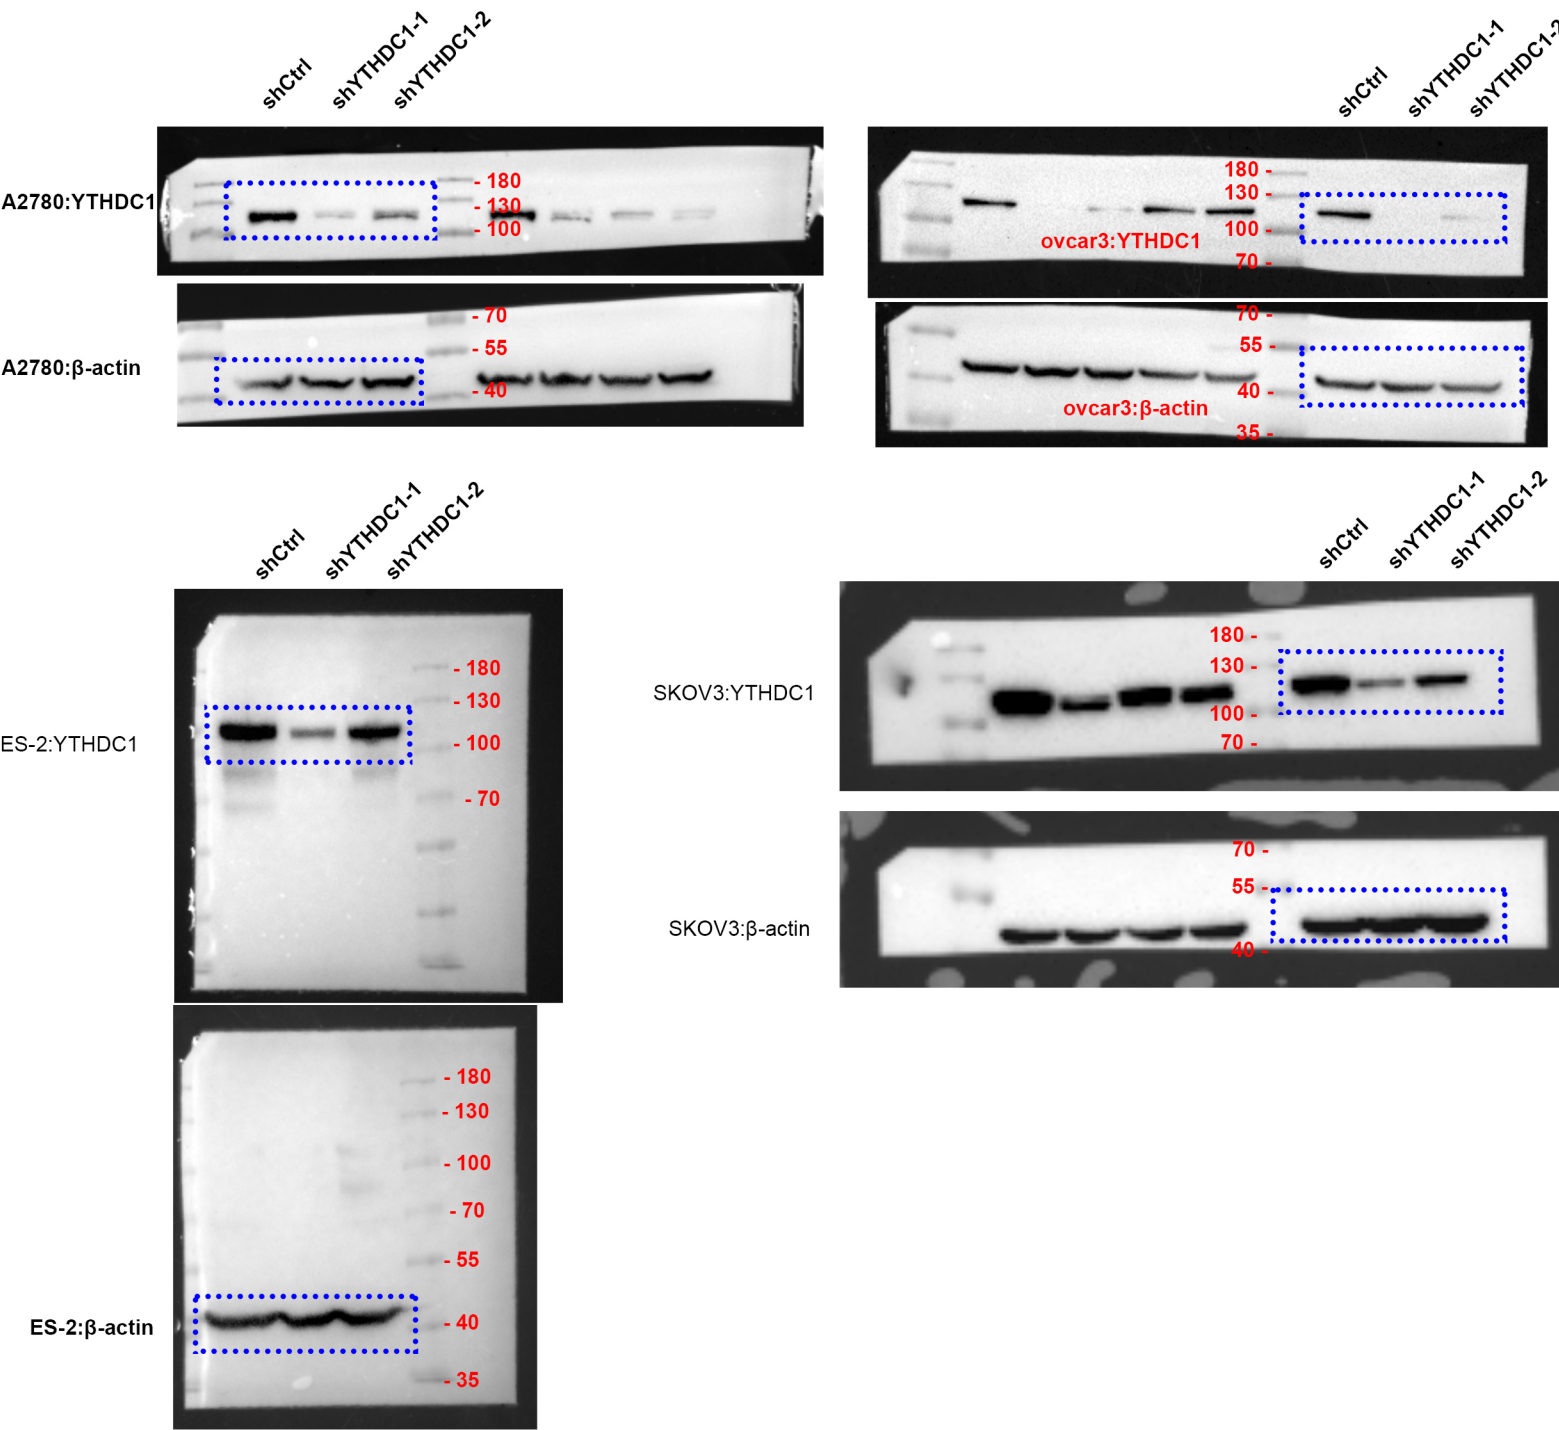 shCtrl
shYTHDC1-1
shYTHDC1-2
A2780:YTHDC1
- 180
- 130
- 100
A2780:β-actin
- 70
- 55
- 40
shCtrl
shYTHDC1-1
shYTHDC1-2
180 -
130 -
100 -
70 -
ovcar3:YTHDC1
70 -
55 -
40 -
35 -
ovcar3:β-actin
shCtrl
shYTHDC1-1
shYTHDC1-2
ES-2:YTHDC1
- 180
- 130
- 100
- 70
shCtrl
shYTHDC1-1
shYTHDC1-2
SKOV3:YTHDC1
180 -
130 -
100 -
70 -
SKOV3:β-actin
70 -
55 -
40 -
- 180
- 130
- 100
- 70
- 55
- 40
- 35
ES-2:β-actin